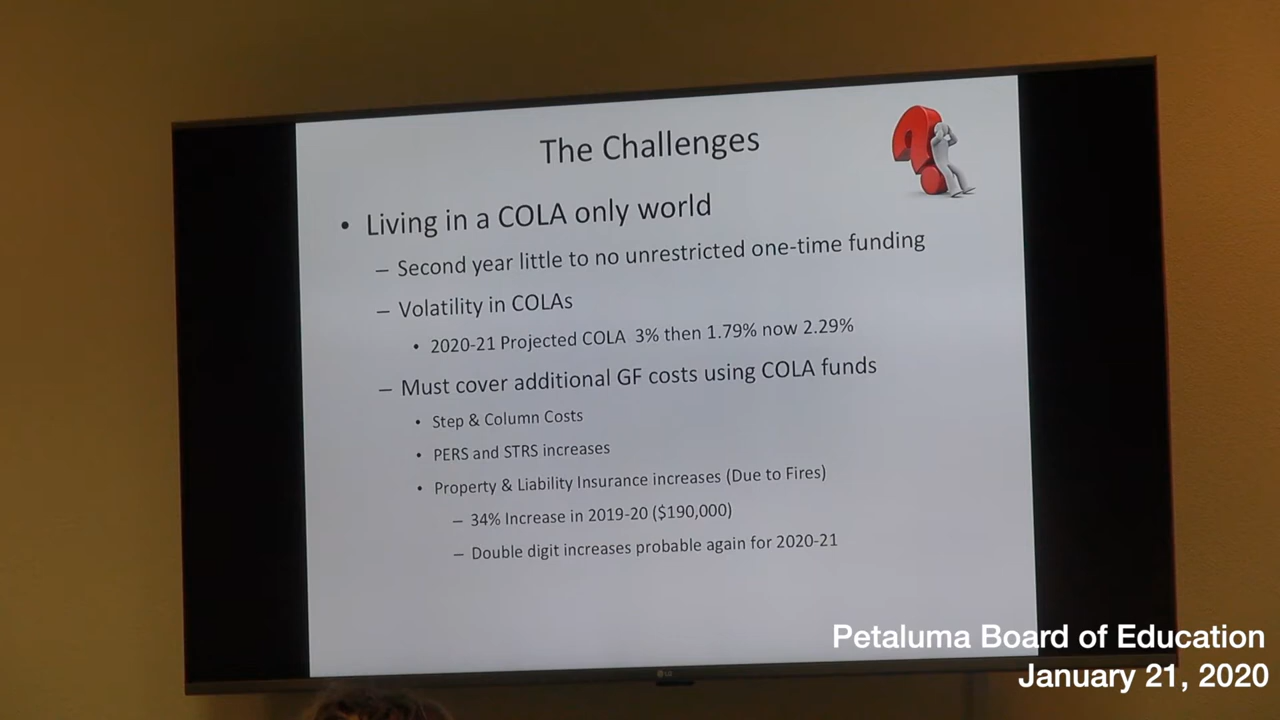 The Challenges
• Living in a COLA only world
– Second year little to no unrestricted one-time funding
– Volatility in COLAs
• 2020-21 Projected COLA 3% then 1.79% now 2.29%
– Must cover additional GF costs using COLA funds
• Step & Column Costs
• PERS and STRS increases
• Property & Liability Insurance increases (Due to Fires)
– 34% Increase in 2019-20 ($190,000)
– Double digit increases probable again for 2020-21
LG
Petaluma Board of Education
January 21, 2020